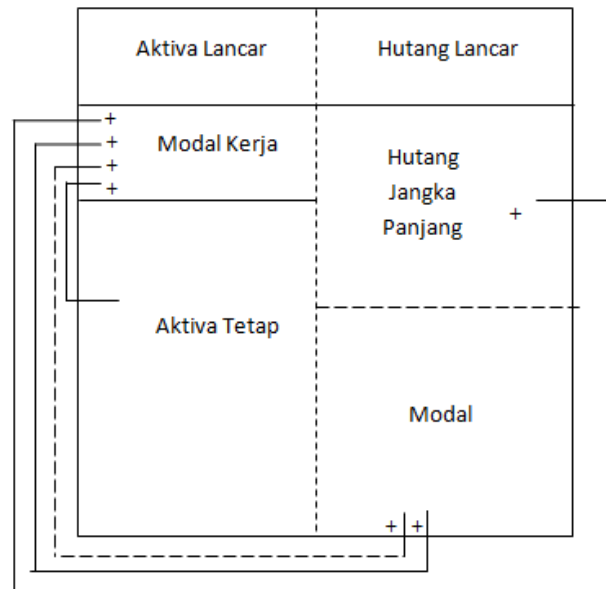 Aktiva Lancar
Hutang Lancar
+
+
+
+
Modal Kerja
Hutang
Jangka
Panjang
+
Aktiva Tetap
Modal
+ +